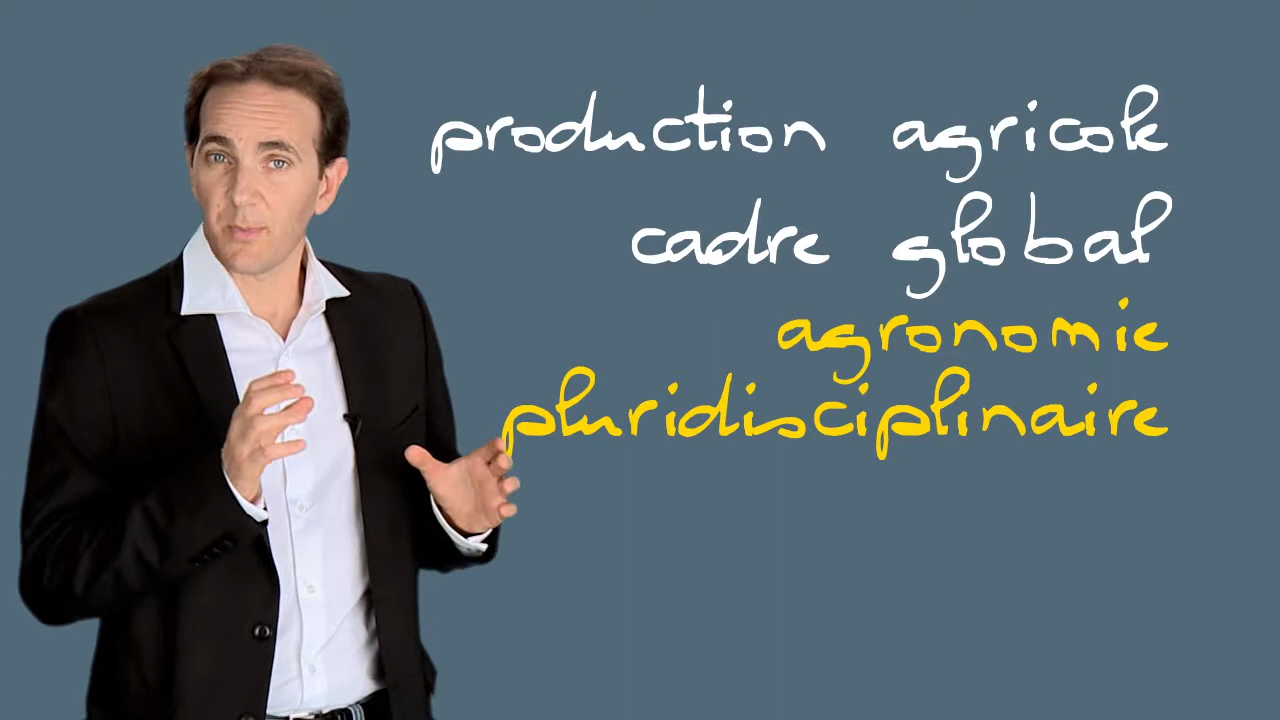 production agricole
cadre global
agronomie
pluridisciplinaire